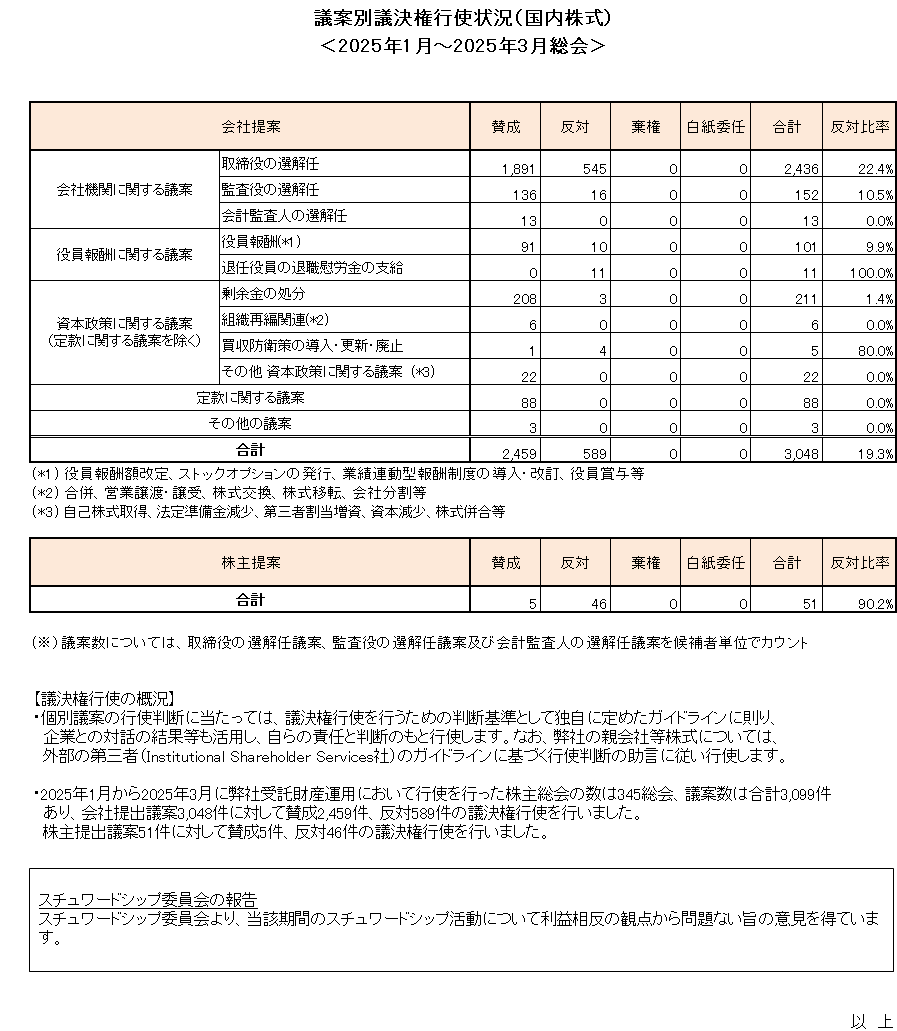 議案別議決権行使状況（国内株式）
＜2025年1月～2025年3月総会＞
会社提案 賛成 反対 棄権 白紙委任 合計 反対比率
会社機関に関する議案 取締役の選解任 1,891 545 0 0 2,436 22.4%
監査役の選解任 136 16 0 0 152 10.5%
会計監査人の選解任 13 0 0 0 13 0.0%
役員報酬に関する議案 役員報酬(*1) 91 10 0 0 101 9.9%
退任役員の退職慰労金の支給 0 11 0 0 11 100.0%
資本政策に関する議案
（定款に関する議案を除く） 剰余金の処分 208 3 0 0 211 1.4%
組織再編関連(*2) 6 0 0 0 6 0.0%
買収防衛策の導入・更新・廃止 1 4 0 0 5 80.0%
その他 資本政策に関する議案 (*3) 22 0 0 0 22 0.0%
定款に関する議案 88 0 0 0 88 0.0%
その他の議案 3 0 0 0 3 0.0%
合計 2,459 589 0 0 3,048 19.3%
(*1) 役員報酬額改定、ストックオプションの発行、業績連動型報酬制度の導入・改訂、役員賞与等
(*2) 合併、営業譲渡・譲受、株式交換、株式移転、会社分割等
(*3) 自己株式取得、法定準備金減少、第三者割当増資、資本減少、株式併合等
株主提案 賛成 反対 棄権 白紙委任 合計 反対比率
合計 5 46 0 0 51 90.2%
(※) 議案数については、取締役の選解任議案、監査役の選解任議案及び会計監査人の選解任議案を候補者単位でカウント
【議決権行使の概況】
・個別議案の行使判断に当たっては、議決権行使を行うための判断基準として独自に定めたガイドラインに則り、
企業との対話の結果等も活用し、自らの責任と判断のもと行使します。なお、弊社の親会社等株式については、
外部の第三者（Institutional Shareholder Services社）のガイドラインに基づく行使判断の助言に従い行使します。
・2025年1月から2025年3月に弊社受託財産運用において行使を行った株主総会の数は345総会、議案数は合計3,099件
あり、会社提出議案3,048件に対して賛成2,459件、反対589件の議決権行使を行いました。
株主提出議案51件に対して賛成5件、反対46件の議決権行使を行いました。
スチュワードシップ委員会の報告
スチュワードシップ委員会より、当該期間のスチュワードシップ活動について利益相反の観点から問題ない旨の意見を得ていま
す。
以 上